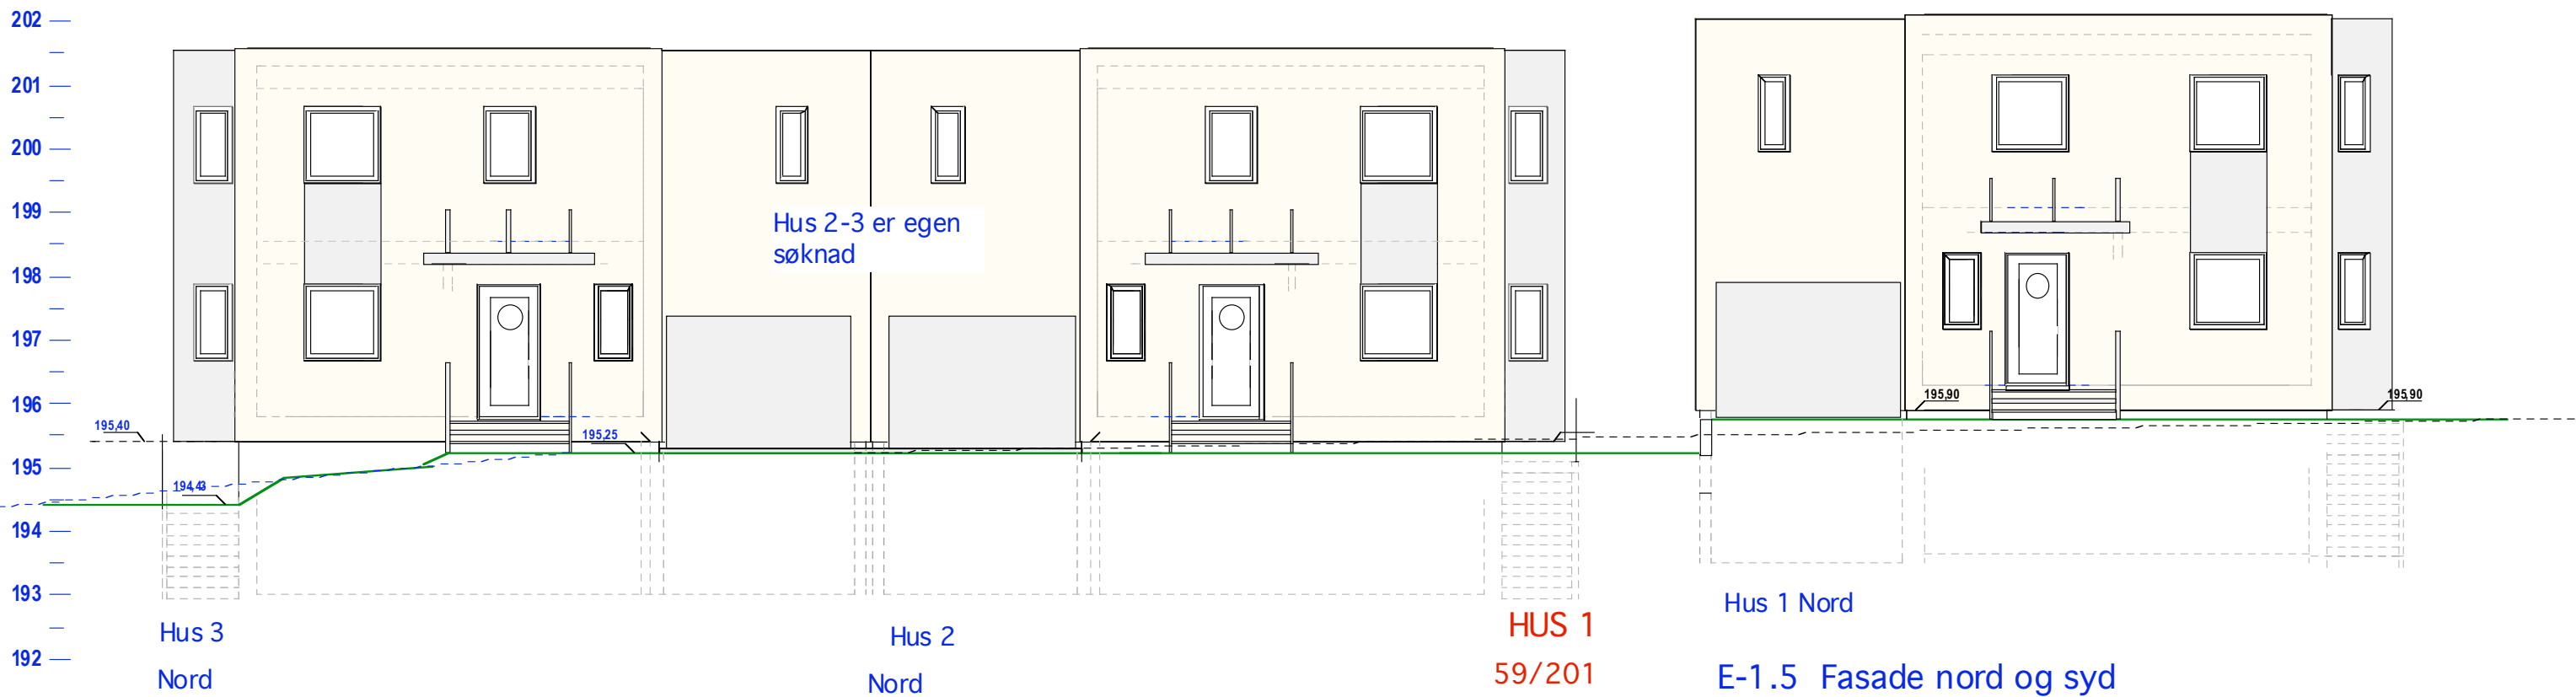 202
201
200
199
198
197
196
195
194
193
192
Hus 2-3 er egen
søknad
195,40
194,43
195,25
195,90
195,90
Hus 3
Nord
Hus 2
Nord
HUS 1
59/201
Hus 1 Nord
E-1.5 Fasade nord og syd